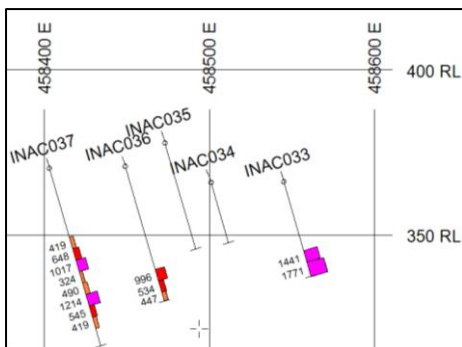 458400 E
458500 E
458600 E
400 RL
INAC035
INAC037
INAC036
INAC034
INAC033
350 RL
419
648
1017
324
490
1214
545
419
996
534
447
1441
1771